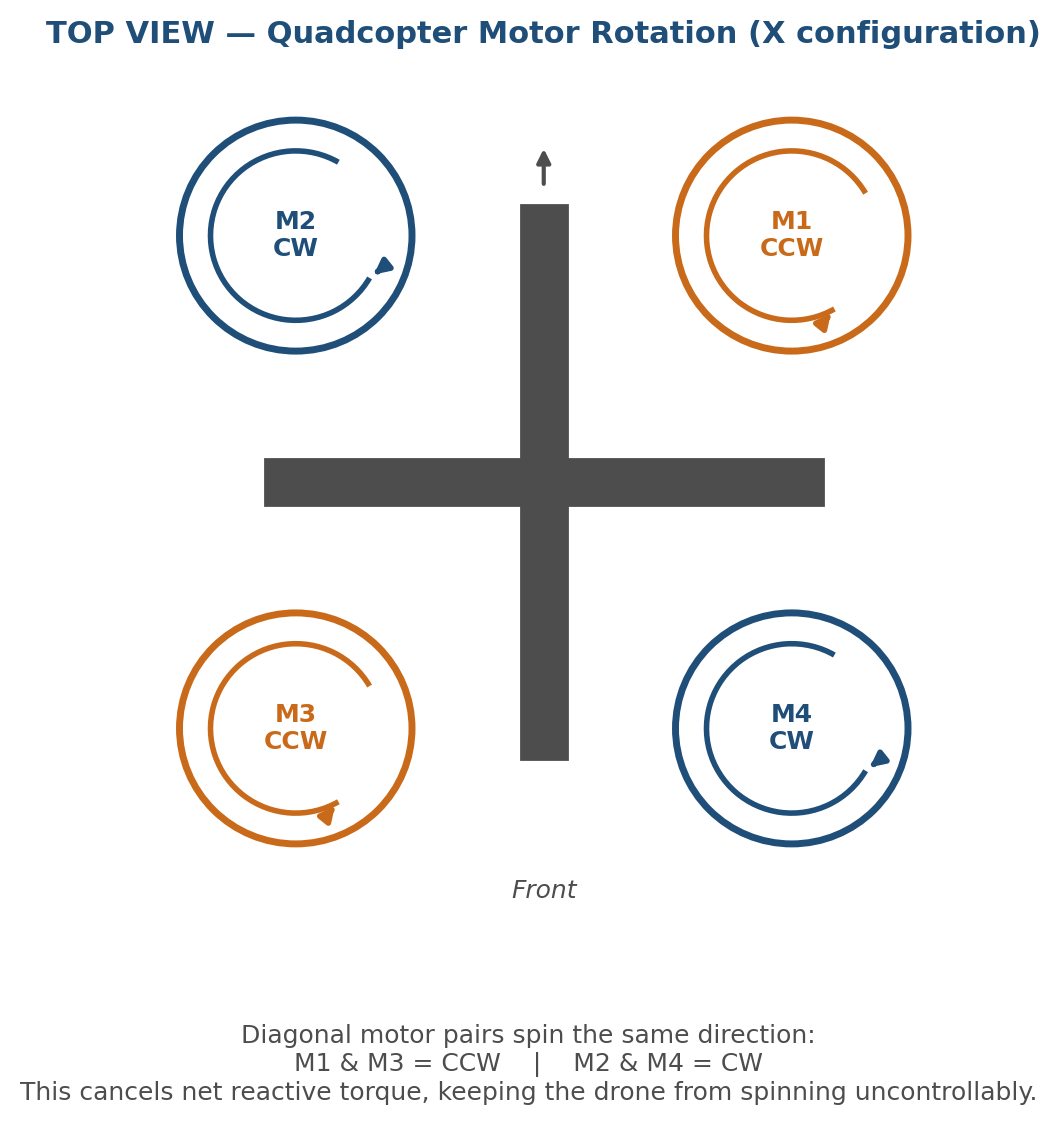 TOP VIEW — Quadcopter Motor Rotation (X configuration)
M2
CW
M1
CCW
M3
CCW
M4
CW
Front
Diagonal motor pairs spin the same direction:
M1 & M3 = CCW | M2 & M4 = CW
This cancels net reactive torque, keeping the drone from spinning uncontrollably.